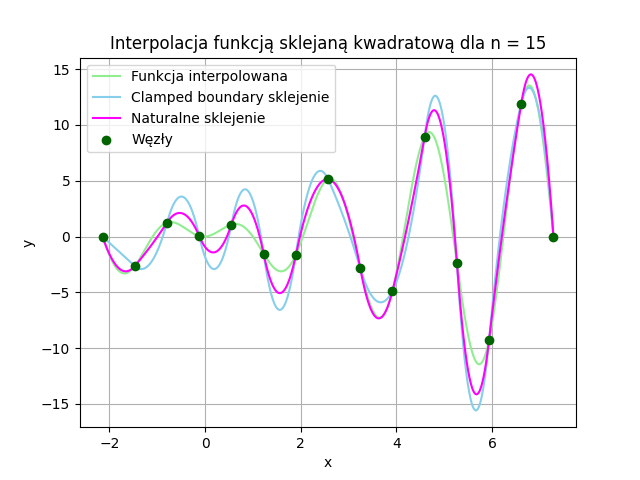 Interpolacja funkcją sklejaną kwadratową dla n = 15
Funkcja interpolowana
Clamped boundary sklejenie
Naturalne sklejenie
Węzły
15
10
5
0
−5
−10
−15
y
−2
0
2
4
6
x